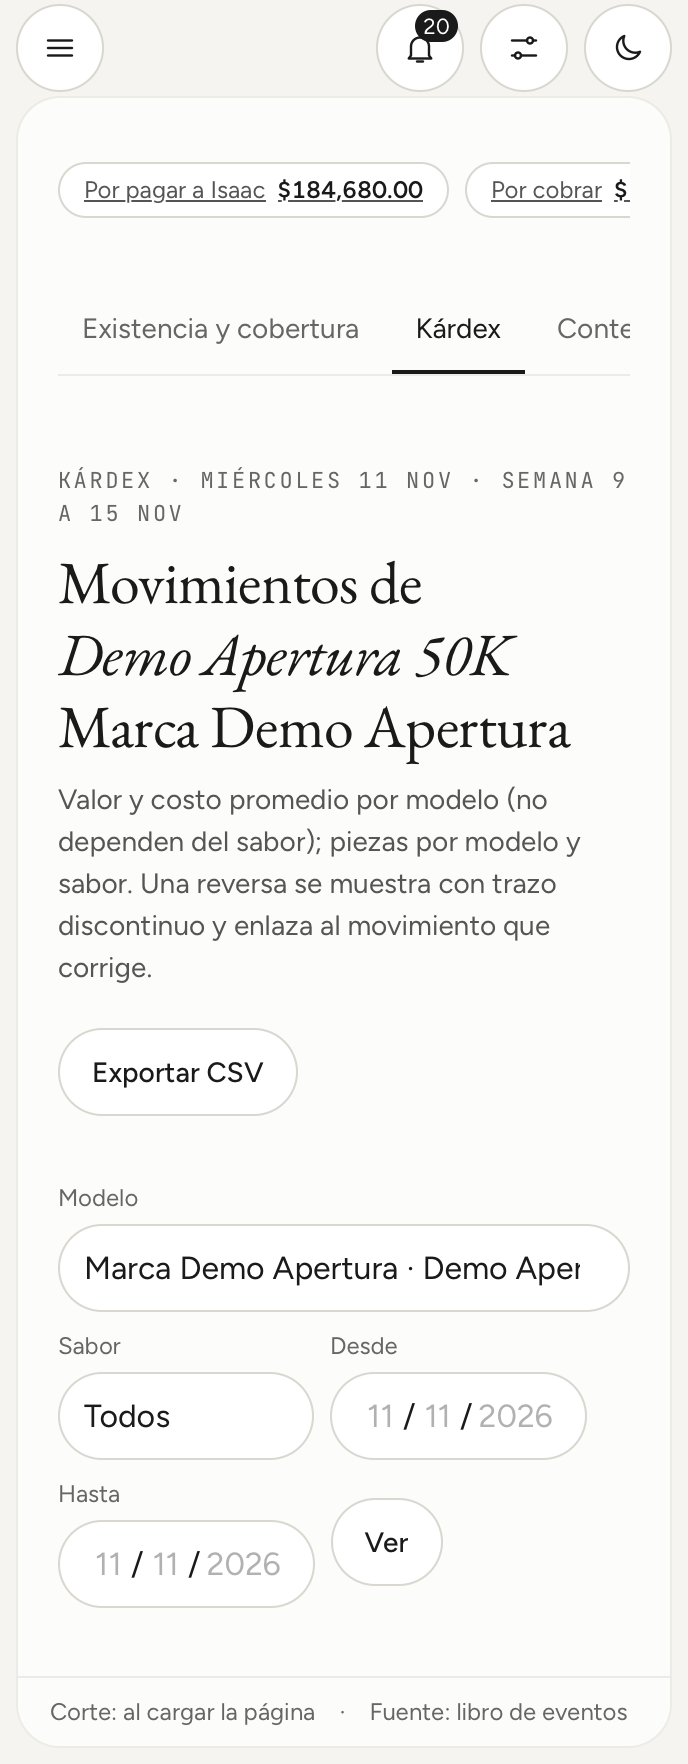 20
Por pagar a Isaac $184,680.00 Por cobrar $
Existencia y cobertura Kárdex Conte
KÁRDEX · MIÉRCOLES 11 NOV · SEMANA 9
A 15 NOV
Movimientos de
Demo Apertura 50K
Marca Demo Apertura
Valor y costo promedio por modelo (no
dependen del sabor); piezas por modelo y
sabor. Una reversa se muestra con trazo
discontinuo y enlaza al movimiento que
corrige.
Exportar CSV
Modelo
Marca Demo Apertura · Demo Aper
Sabor Desde
Todos 11 / 11 / 2026
Hasta
11 / 11 / 2026 Ver
Corte: al cargar la página · Fuente: libro de eventos